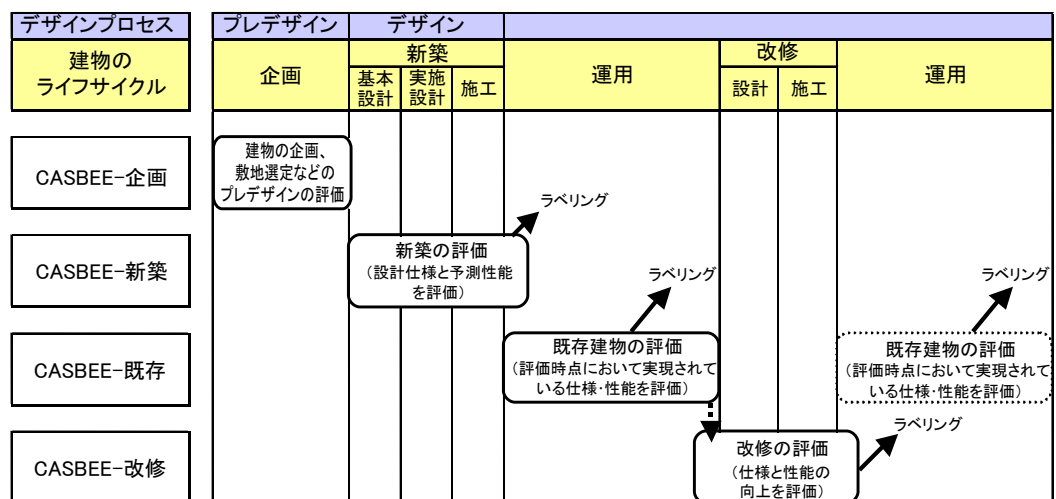 デザインプロセス
プレデザイン
デザイン
建物の
ライフサイクル
企画
新築
基本
設計
実施
設計
施工
運用
改修
設計
施工
運用
CASBEE-企画
建物の企画、
敷地選定などの
プレデザインの評価
ラベリング
CASBEE-新築
新築の評価
(設計仕様と予測性能
を評価)
ラベリング
ラベリング
CASBEE-既存
既存建物の評価
(評価時点において実現されて
いる仕様・性能を評価)
既存建物の評価
(評価時点において実現されて
いる仕様・性能を評価)
ラベリング
CASBEE-改修
改修の評価
(仕様と性能の
向上を評価)